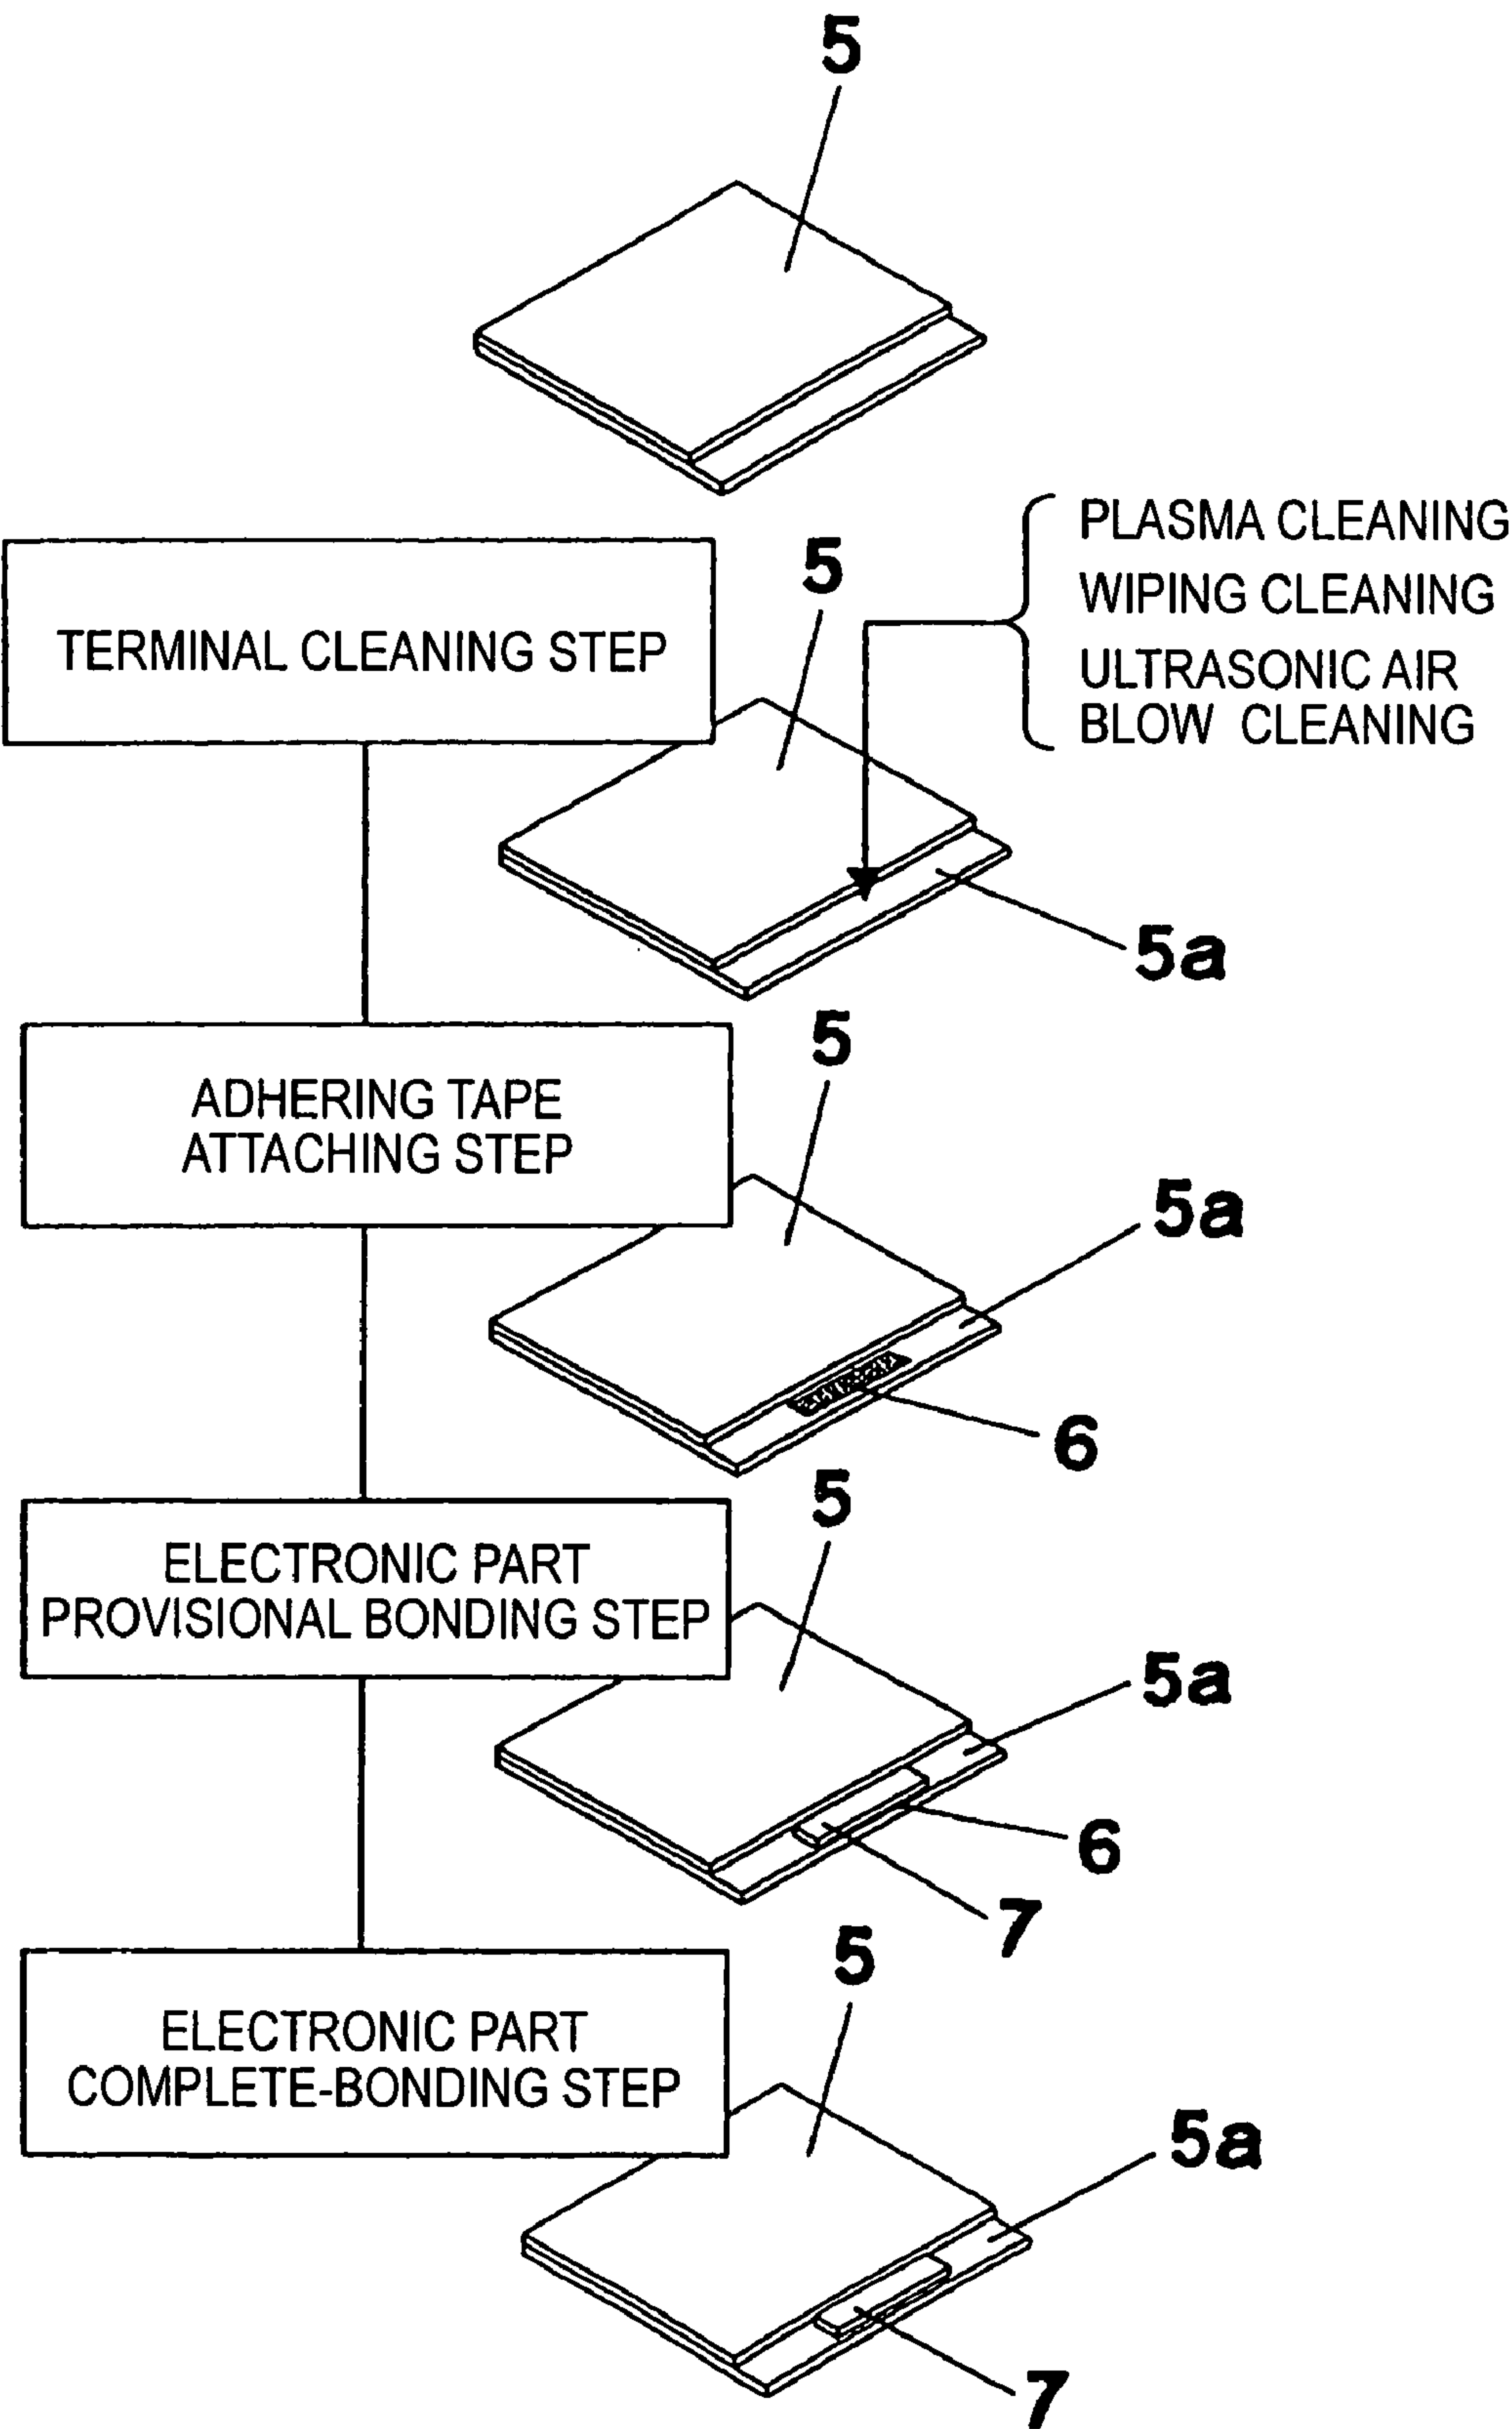 5
PLASMA CLEANING
WIPING CLEANING
ULTRASONIC AIR
BLOW CLEANING
5
TERMINAL CLEANING STEP
5a
5
ADHERING TAPE
ATTACHING STEP
5a
6
5
ELECTRONIC PART
PROVISIONAL BONDING STEP
5a
6
7
5
ELECTRONIC PART
COMPLETE-BONDING STEP
5a
7